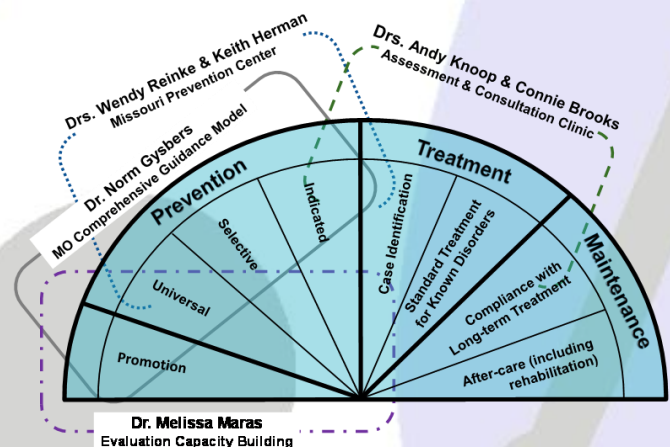 Drs. Wendy Reinke & Keith Herman
Missouri Prevention Center
Dr. Norm Gysbers
MO Comprehensive Guidance Model
Drs. Andy Knoop & Connie Brooks
Assessment & Consultation Clinic
Prevention
Treatment
Maintenance
Promotion
Universal
Selective
Indicated
Case Identification
Standard Treatment
for Known Disorders
Compliance with
Long-term Treatment
After-care (including
rehabilitation)
Dr. Melissa Maras
Evaluation Capacity Building